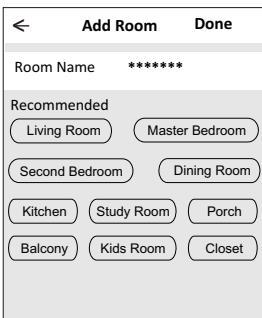 Add Room Done
Room Name *******
Recommended
Living Room Master Bedroom
Second Bedroom Dining Room
Kitchen Study Room Porch
Balcony Kids Room Closet